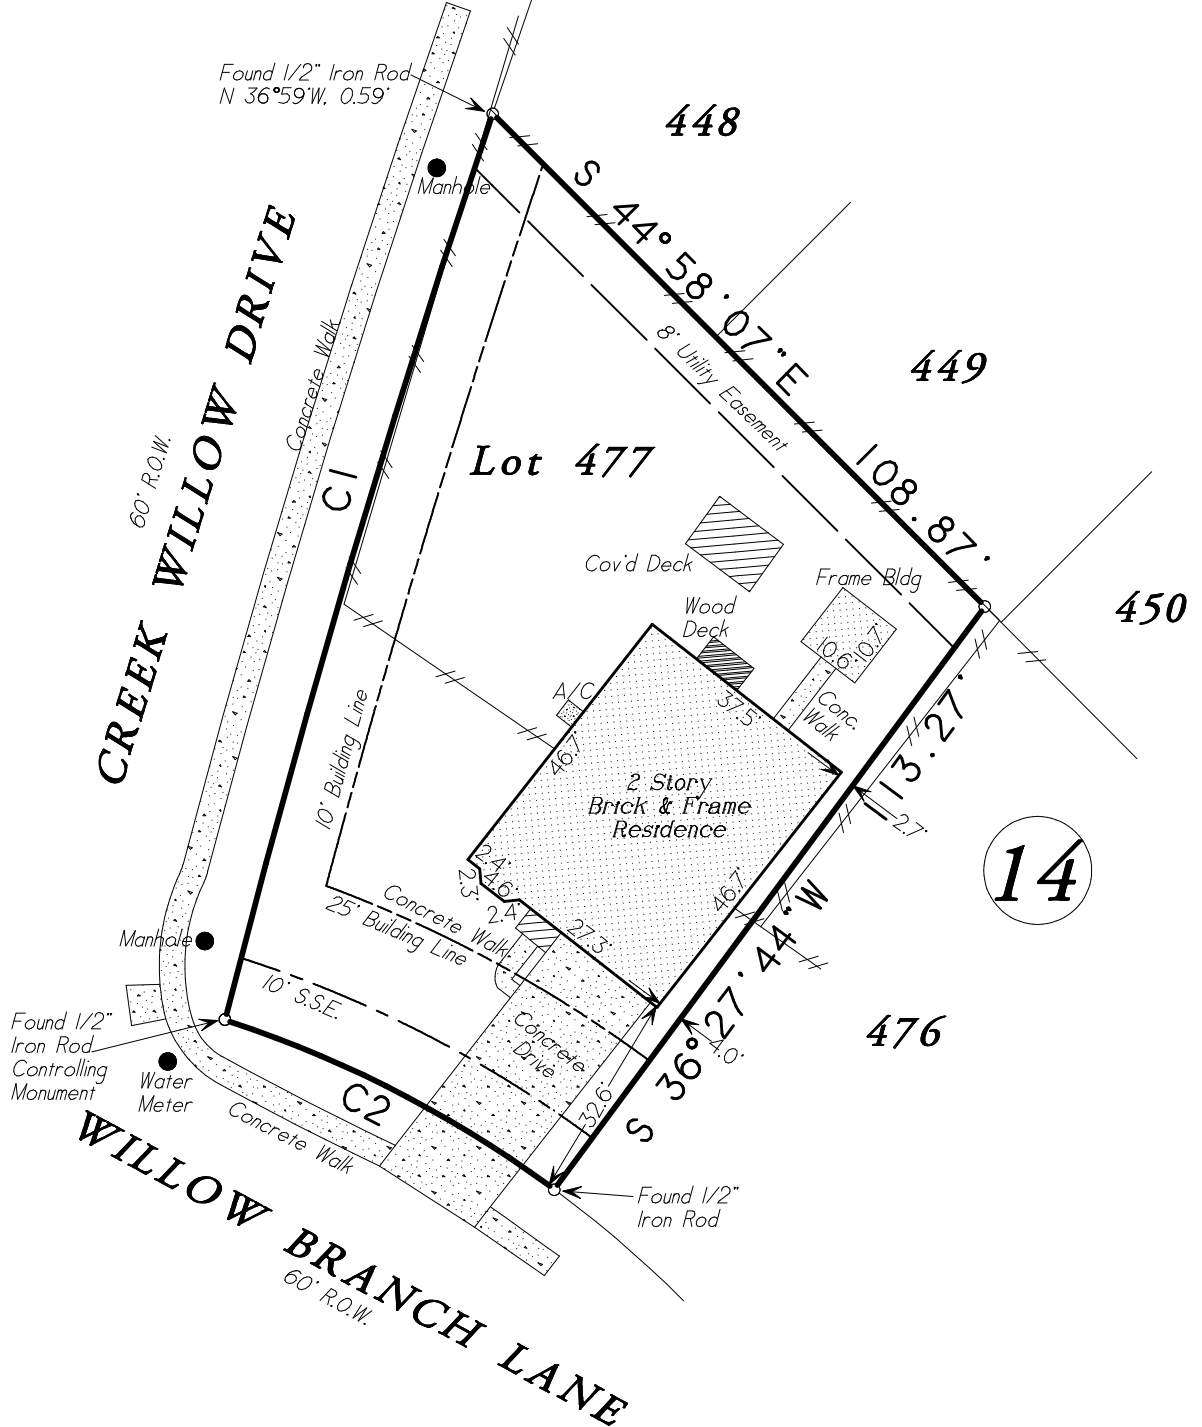 Found 1/2" Iron Rod
N 36°59'W, 0.59'
448
Manhole
S 44°58'07"E 108.87'
CREEK WILLOW DRIVE
60' R.O.W.
Concrete Walk
C1
8' Utility Easement
449
Lot 477
Cov'd Deck
Frame Bldg
10.6'
10.7'
Wood
Deck
450
A/C
37.5'
Conc.
Walk
46.7'
10' Building Line
2 Story
Brick & Frame
Residence
S 36°27'44"W 113.27'
2.7'
14
2.4'
4.6'
2.3'
2.4'
46.7'
27.3'
Concrete Walk
25' Building Line
Manhole
10' S.S.E.
Found 1/2"
Iron Rod
Controlling
Monument
Concrete
Drive
4.0'
476
Water
Meter
C2
32.6'
Concrete Walk
Found 1/2"
Iron Rod
WILLOW BRANCH LANE
60' R.O.W.